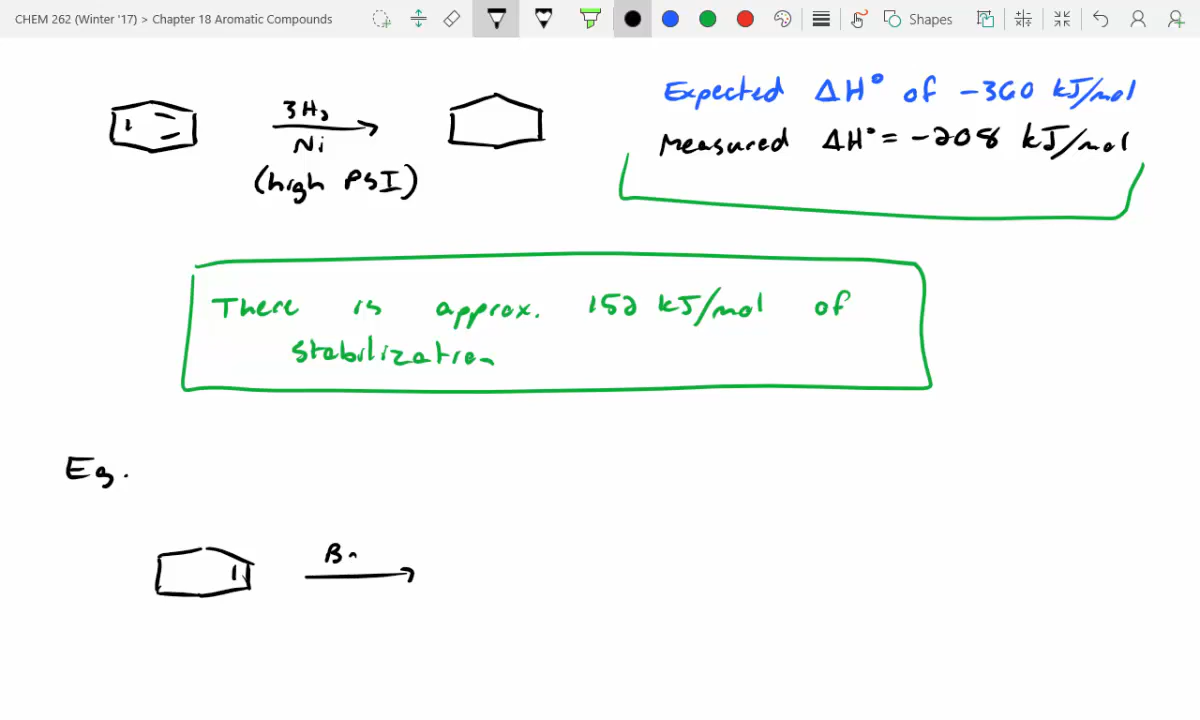 CHEM 262 (Winter '17) > Chapter 18 Aromatic Compounds
Shapes
Expected ΔH° of -360 kJ/mol
3H₂
Measured ΔH° = -208 kJ/mol
Ni
(high PSI)
There is approx. 152 kJ/mol of
stabilization
Eg.
Br